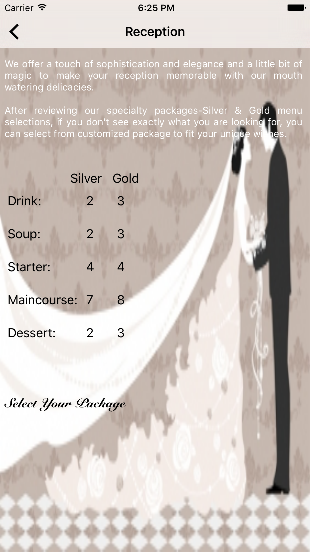 Carrier 6:25 PM
Reception
We offer a touch of sophistication and elegance and a little bit of
magic to make your reception memorable with our mouth
watering delicacies.
After reviewing our specialty packages-Silver & Gold menu
selections, if you don't see exactly what you are looking for, you
can select from customized package to fit your unique wishes.
Silver Gold
Drink: 2 3
Soup: 2 3
Starter: 4 4
Maincourse: 7 8
Dessert: 2 3
Select Your Package